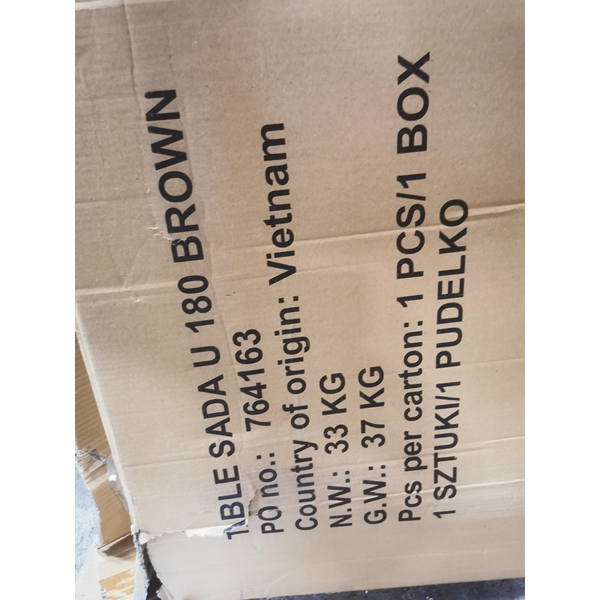 TABLE SADA U 180 BROWN
PO no.: 764163
Country of origin: Vietnam
N.W.: 33 KG
G.W.: 37 KG
Pcs per carton: 1 PCS/1 BOX
1 SZTUKI/1 PUDELKO